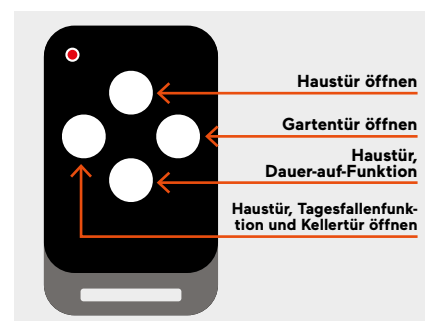 Haustür öffnen
Gartentür öffnen
Haustür,
Dauer-auf-Funktion
Haustür, Tagesfallenfunk-
tion und Kellertür öffnen